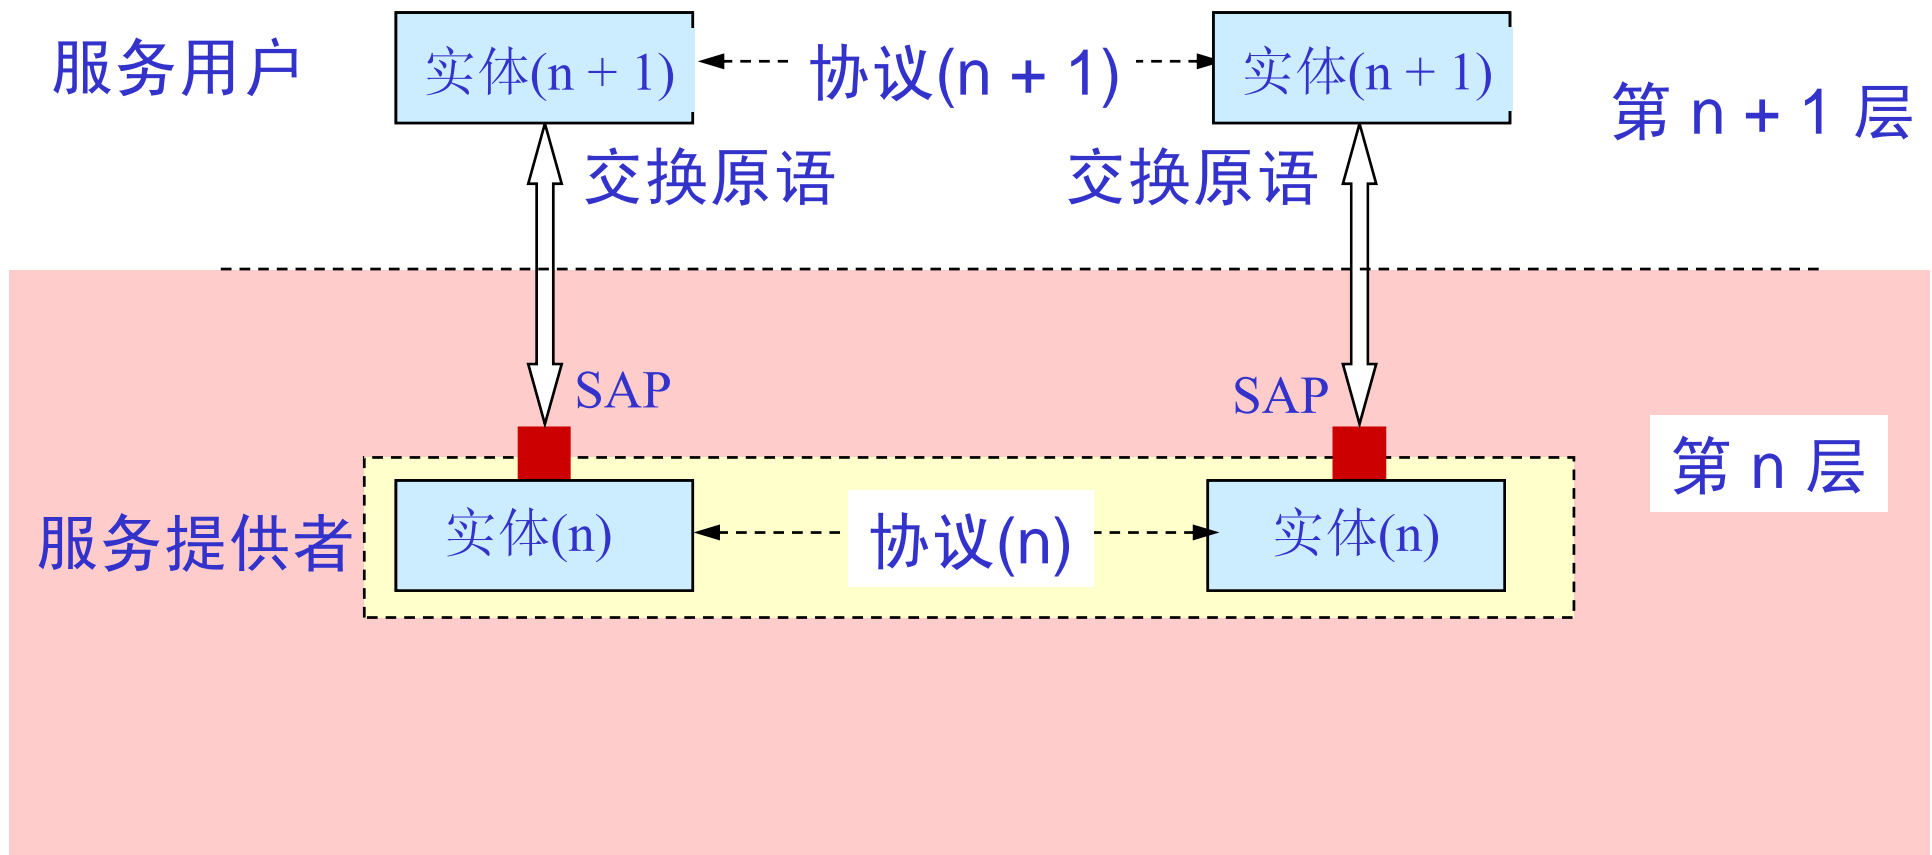 服务用户
实体(n + 1)
协议(n + 1)
实体(n + 1)
第 n + 1 层
交换原语
交换原语
SAP
SAP
第 n 层
服务提供者
实体(n)
协议(n)
实体(n)